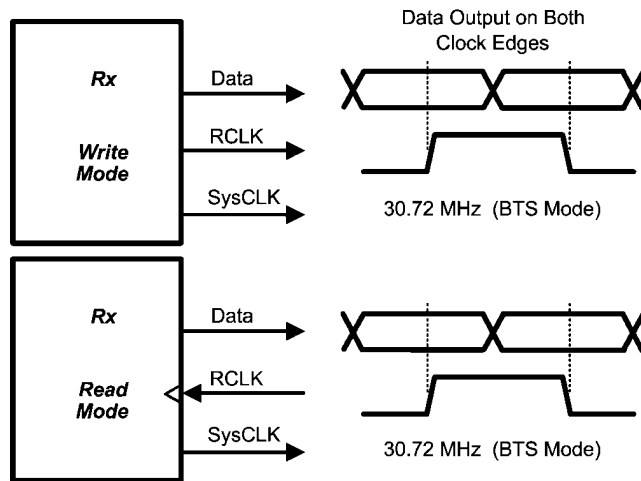 Data Output on Both
Clock Edges
Rx
Data
RCLK
Write
Mode
SysCLK
30.72 MHz (BTS Mode)
Rx
Data
RCLK
Read
Mode
SysCLK
30.72 MHz (BTS Mode)